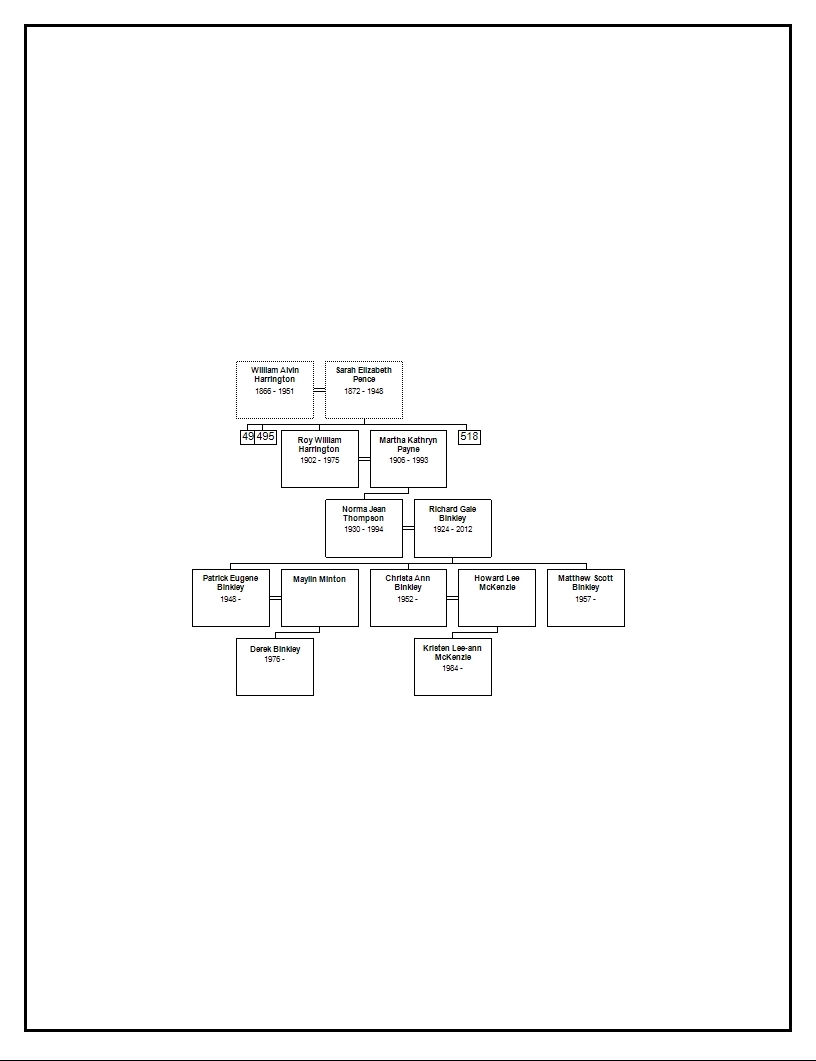 William Alvin
Harrington
1866 - 1951
Sarah Elizabeth
Pence
1872 - 1948
49
495
Roy William
Harrington
1902 - 1975
Martha Kathryn
Payne
1906 - 1993
518
Norma Jean
Thompson
1930 - 1994
Richard Gale
Binkley
1924 - 2012
Patrick Eugene
Binkley
1948 -
Maylin Minton
Christa Ann
Binkley
1952 -
Howard Lee
McKenzie
Matthew Scott
Binkley
1957 -
Derek Binkley
1976 -
Kristen Lee-ann
McKenzie
1984 -